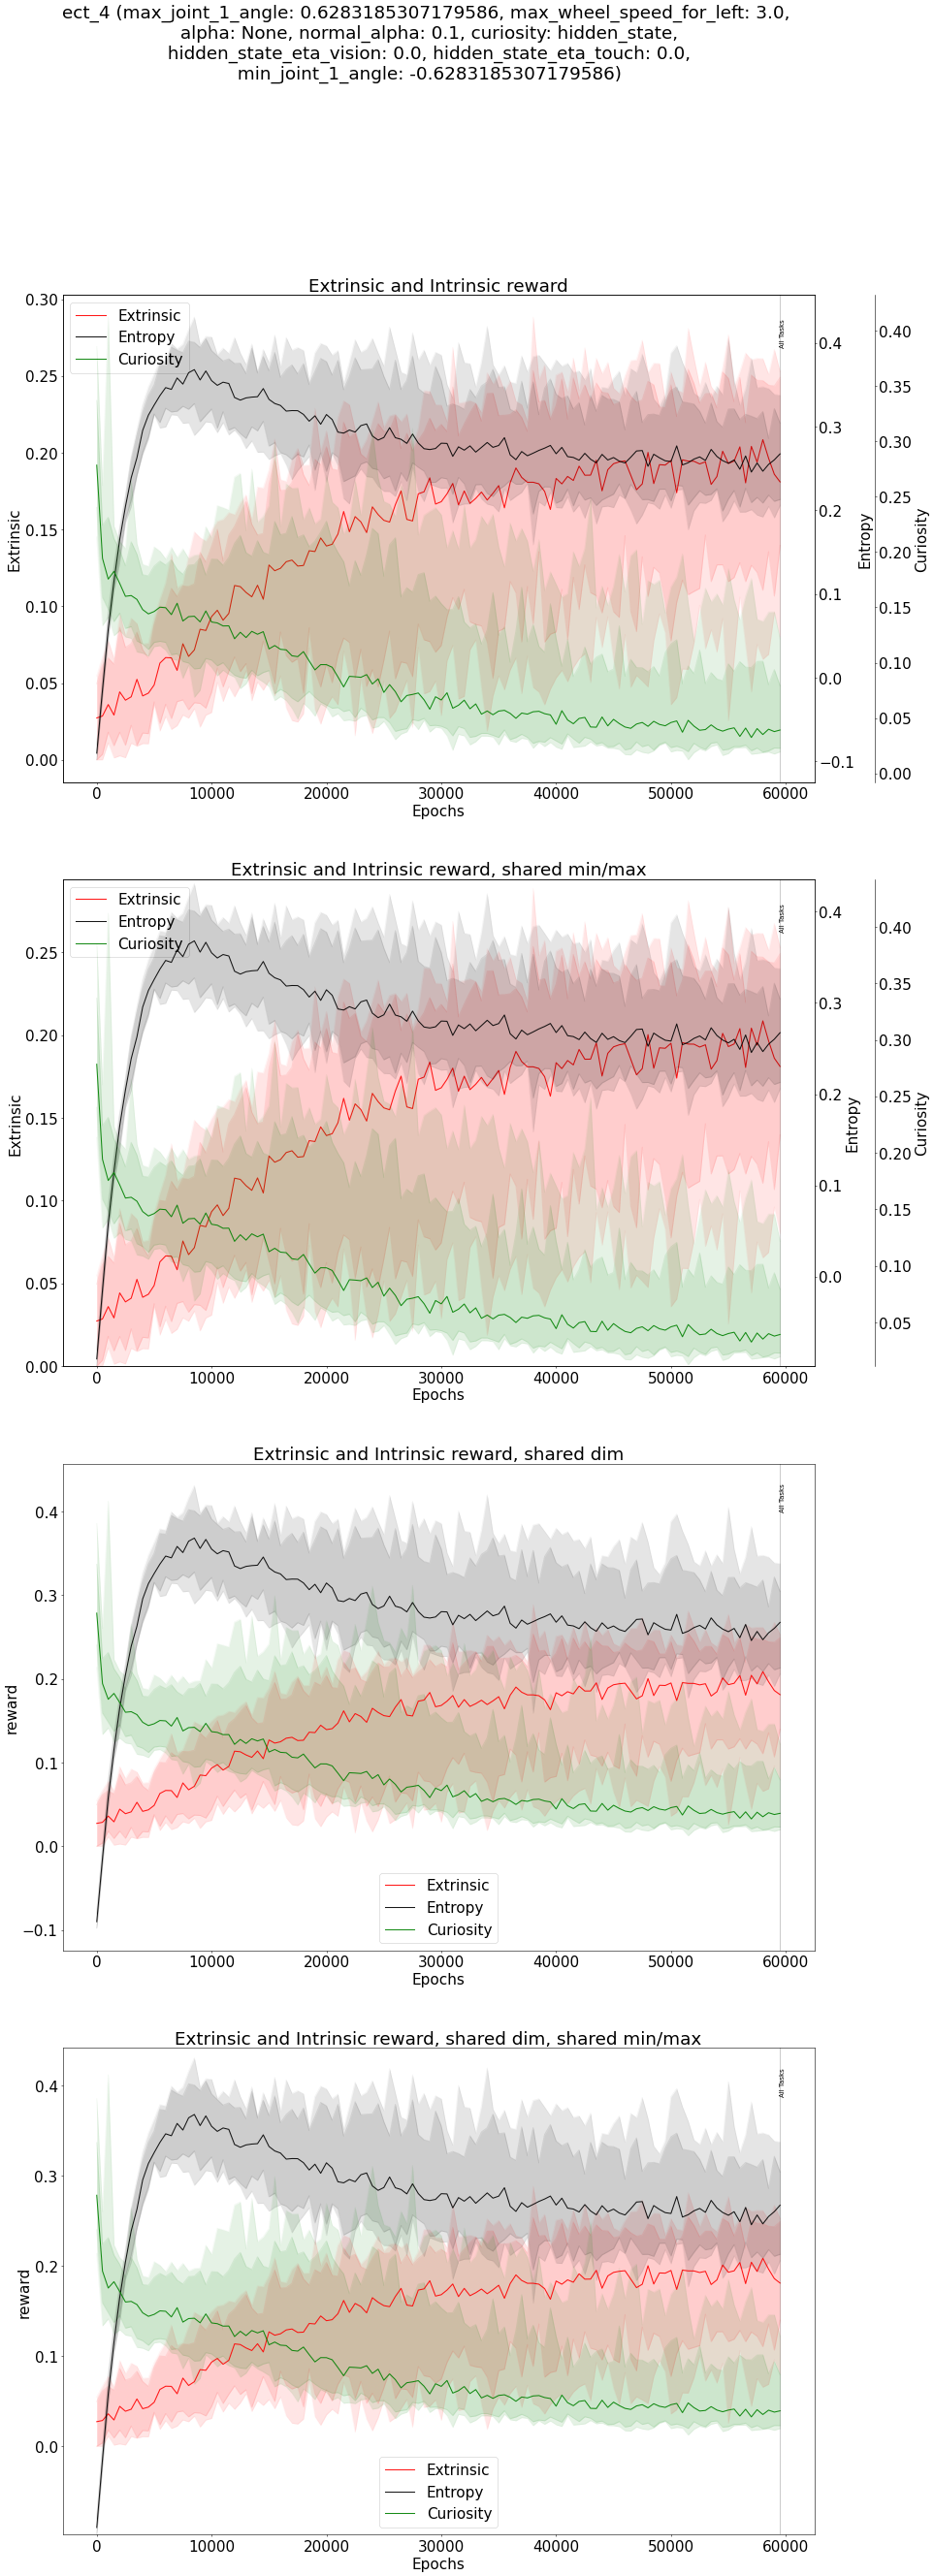 ect_4 (max_joint_1_angle: 0.6283185307179586, max_wheel_speed_for_left: 3.0,
alpha: None, normal_alpha: 0.1, curiosity: hidden_state,
hidden_state_eta_vision: 0.0, hidden_state_eta_touch: 0.0,
min_joint_1_angle: -0.6283185307179586)
Extrinsic and Intrinsic reward
Extrinsic
Entropy
Curiosity
All Tasks
0.30
0.25
0.20
0.15
0.10
0.05
0.00
Extrinsic
0.4
0.3
0.2
0.1
0.0
−0.1
Entropy
0.40
0.35
0.30
0.25
0.20
0.15
0.10
0.05
0.00
Curiosity
0 10000 20000 30000 40000 50000 60000
Epochs
Extrinsic and Intrinsic reward, shared min/max
Extrinsic
Entropy
Curiosity
All Tasks
0.25
0.20
0.15
0.10
0.05
0.00
Extrinsic
0.4
0.3
0.2
0.1
0.0
Entropy
0.40
0.35
0.30
0.25
0.20
0.15
0.10
0.05
Curiosity
0 10000 20000 30000 40000 50000 60000
Epochs
Extrinsic and Intrinsic reward, shared dim
All Tasks
0.4
0.3
0.2
0.1
0.0
−0.1
reward
Extrinsic
Entropy
Curiosity
0 10000 20000 30000 40000 50000 60000
Epochs
Extrinsic and Intrinsic reward, shared dim, shared min/max
All Tasks
0.4
0.3
0.2
0.1
0.0
reward
Extrinsic
Entropy
Curiosity
0 10000 20000 30000 40000 50000 60000
Epochs